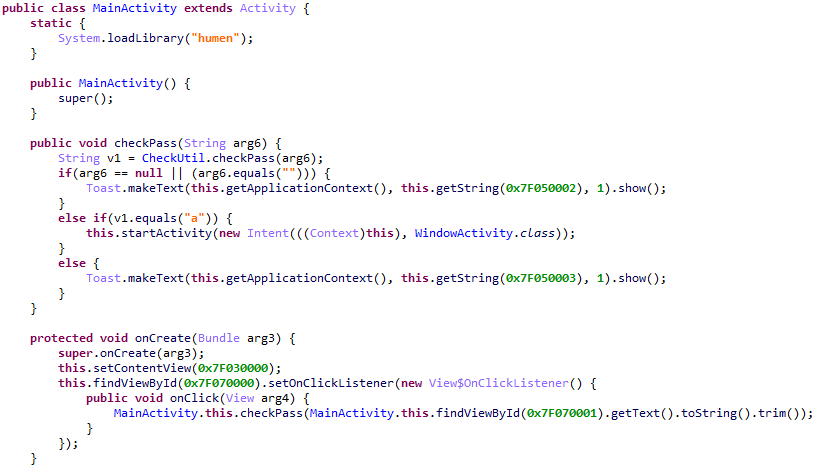 public class MainActivity extends Activity {
    static {
        System.loadLibrary("humen");
    }

    public MainActivity() {
        super();
    }

    public void checkPass(String arg6) {
        String v1 = CheckUtil.checkPass(arg6);
        if(arg6 == null || (arg6.equals(""))) {
            Toast.makeText(this.getApplicationContext(), this.getString(0x7F050002), 1).show();
        }
        else if(v1.equals("a")) {
            this.startActivity(new Intent(((Context)this), WindowActivity.class));
        }
        else {
            Toast.makeText(this.getApplicationContext(), this.getString(0x7F050003), 1).show();
        }
    }

    protected void onCreate(Bundle arg3) {
        super.onCreate(arg3);
        this.setContentView(0x7F030000);
        this.findViewById(0x7F070000).setOnClickListener(new View$OnClickListener() {
            public void onClick(View arg4) {
                MainActivity.this.checkPass(MainActivity.this.findViewById(0x7F070001).getText().toString().trim());
            }
        });
    }